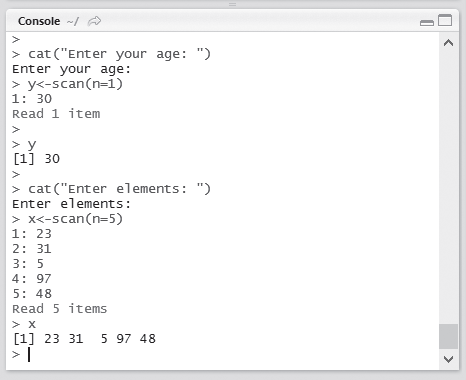 Console ~/
>
> cat("Enter your age: ")
Enter your age:
> y<-scan(n=1)
1: 30
Read 1 item
>
> y
[1] 30
>
> cat("Enter elements: ")
Enter elements:
> x<-scan(n=5)
1: 23
2: 31
3: 5
4: 97
5: 48
Read 5 items
> x
[1] 23 31  5 97 48
>